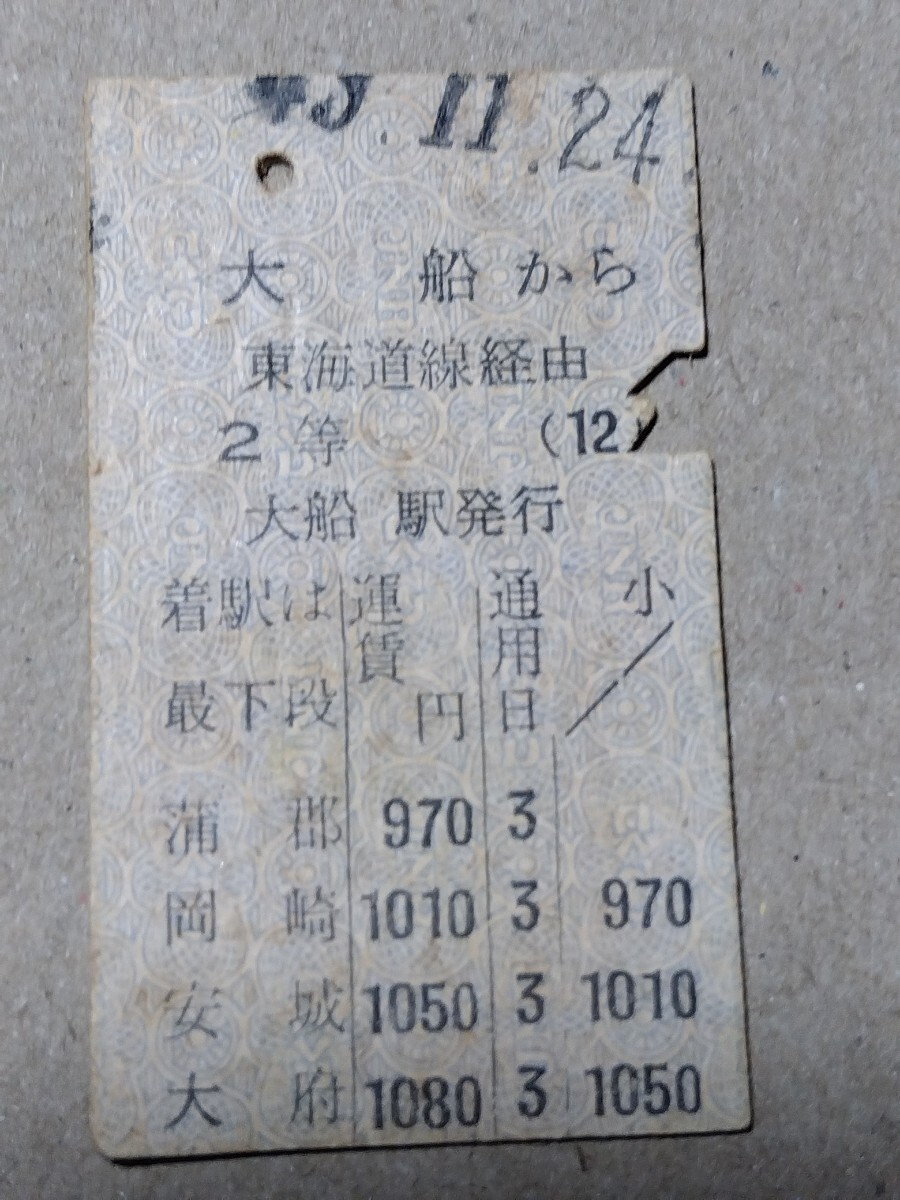 43.11.24
大船から
東海道線経由
2等 (12)
大船駅発行
着駅は最下段 運賃円 通用日 小
蒲郡 970 3
岡崎 1010 3 970
安城 1050 3 1010
大府 1080 3 1050